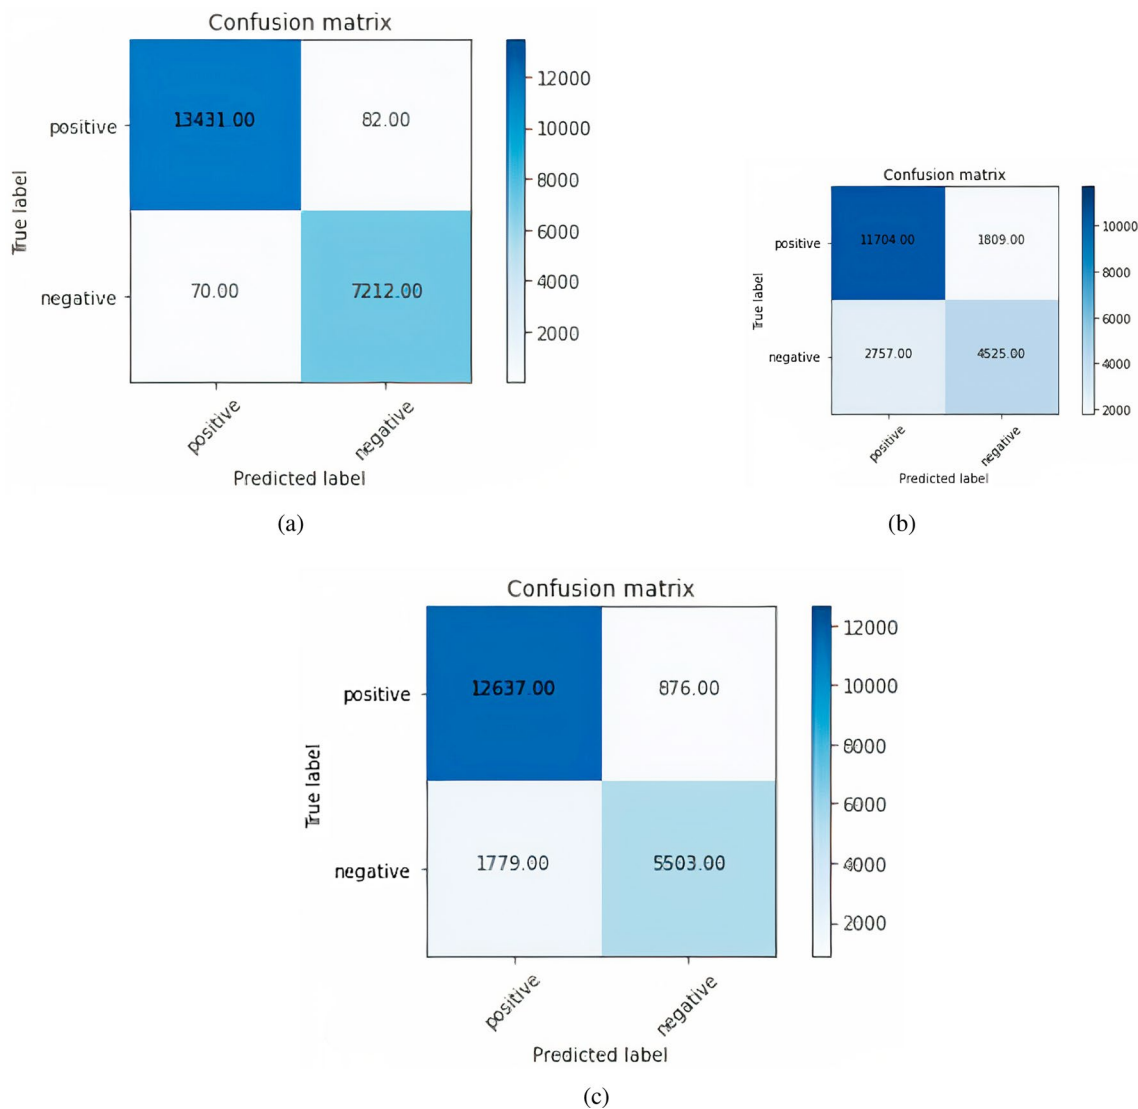 Confusion matrix
positive
13431.00
82.00
negative
70.00
7212.00
True label
positive
negative
Predicted label
12000
10000
8000
6000
4000
2000
(a)
Confusion matrix
positive
11704.00
1809.00
negative
2757.00
4525.00
True label
positive
negative
Predicted label
10000
8000
6000
4000
2000
(b)
Confusion matrix
positive
12637.00
876.00
negative
1779.00
5503.00
True label
positive
negative
Predicted label
12000
10000
8000
6000
4000
2000
(c)